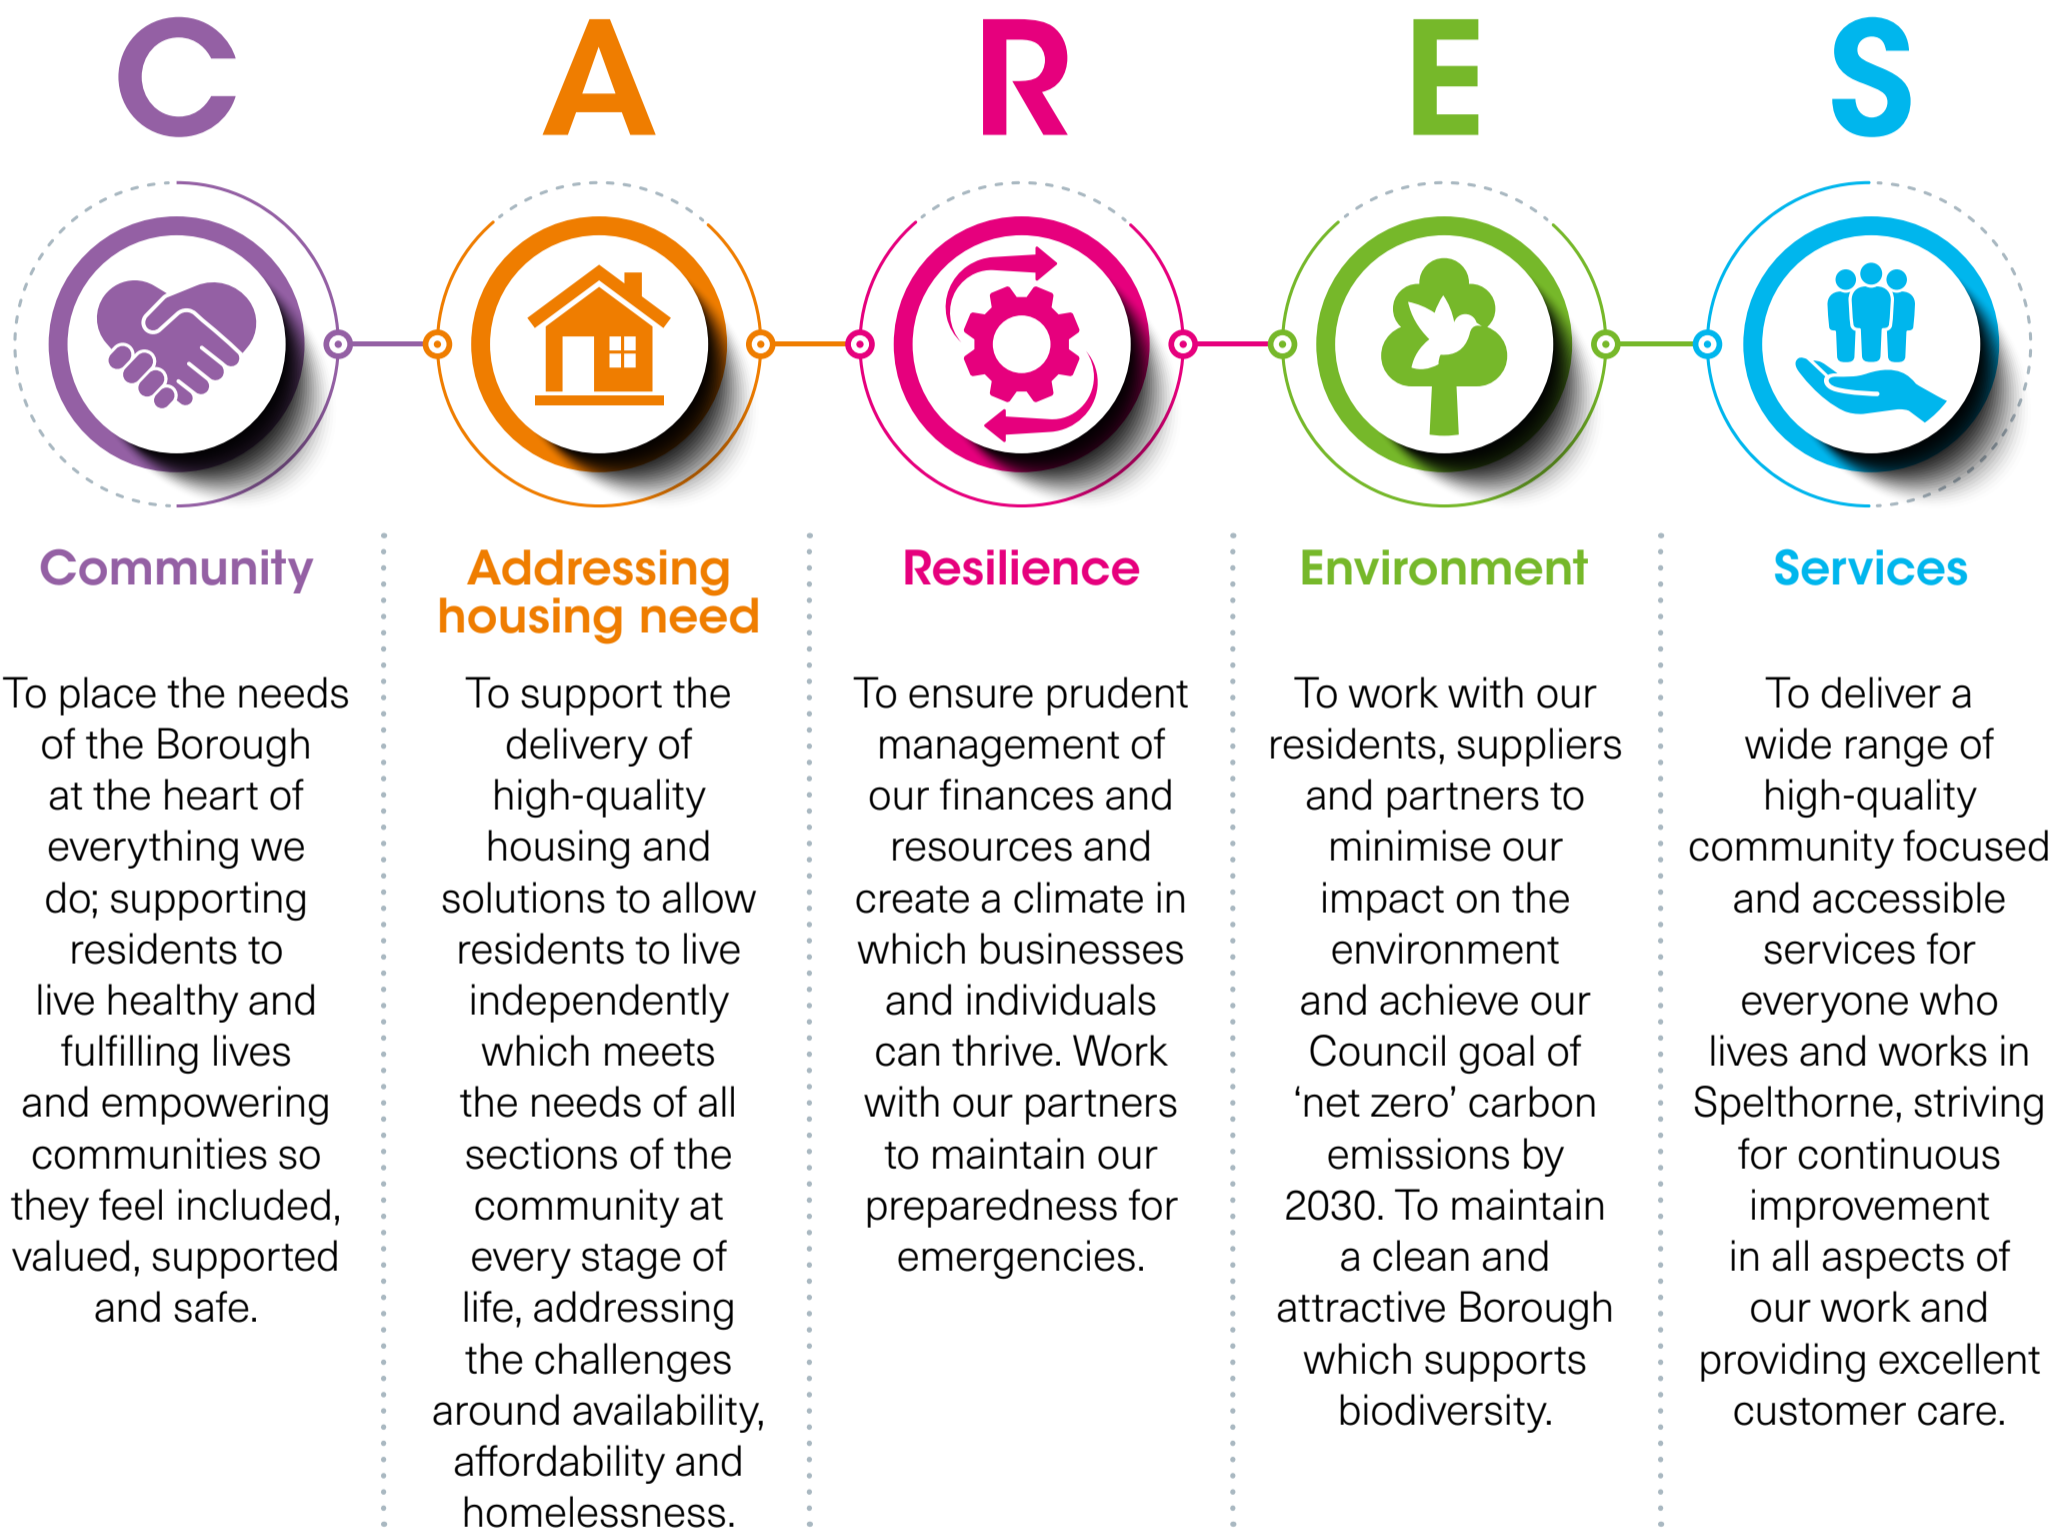 C
A
R
E
S
Community
To place the needs
of the Borough
at the heart of
everything we
do; supporting
residents to
live healthy and
fulfilling lives
and empowering
communities so
they feel included,
valued, supported
and safe.
Addressing
housing need
To support the
delivery of
high-quality
housing and
solutions to allow
residents to live
independently
which meets
the needs of all
sections of the
community at
every stage of
life, addressing
the challenges
around availability,
affordability and
homelessness.
Resilience
To ensure prudent
management of
our finances and
resources and
create a climate in
which businesses
and individuals
can thrive. Work
with our partners
to maintain our
preparedness for
emergencies.
Environment
To work with our
residents, suppliers
and partners to
minimise our
impact on the
environment
and achieve our
Council goal of
‘net zero’ carbon
emissions by
2030. To maintain
a clean and
attractive Borough
which supports
biodiversity.
Services
To deliver a
wide range of
high-quality
community focused
and accessible
services for
everyone who
lives and works in
Spelthorne, striving
for continuous
improvement
in all aspects of
our work and
providing excellent
customer care.